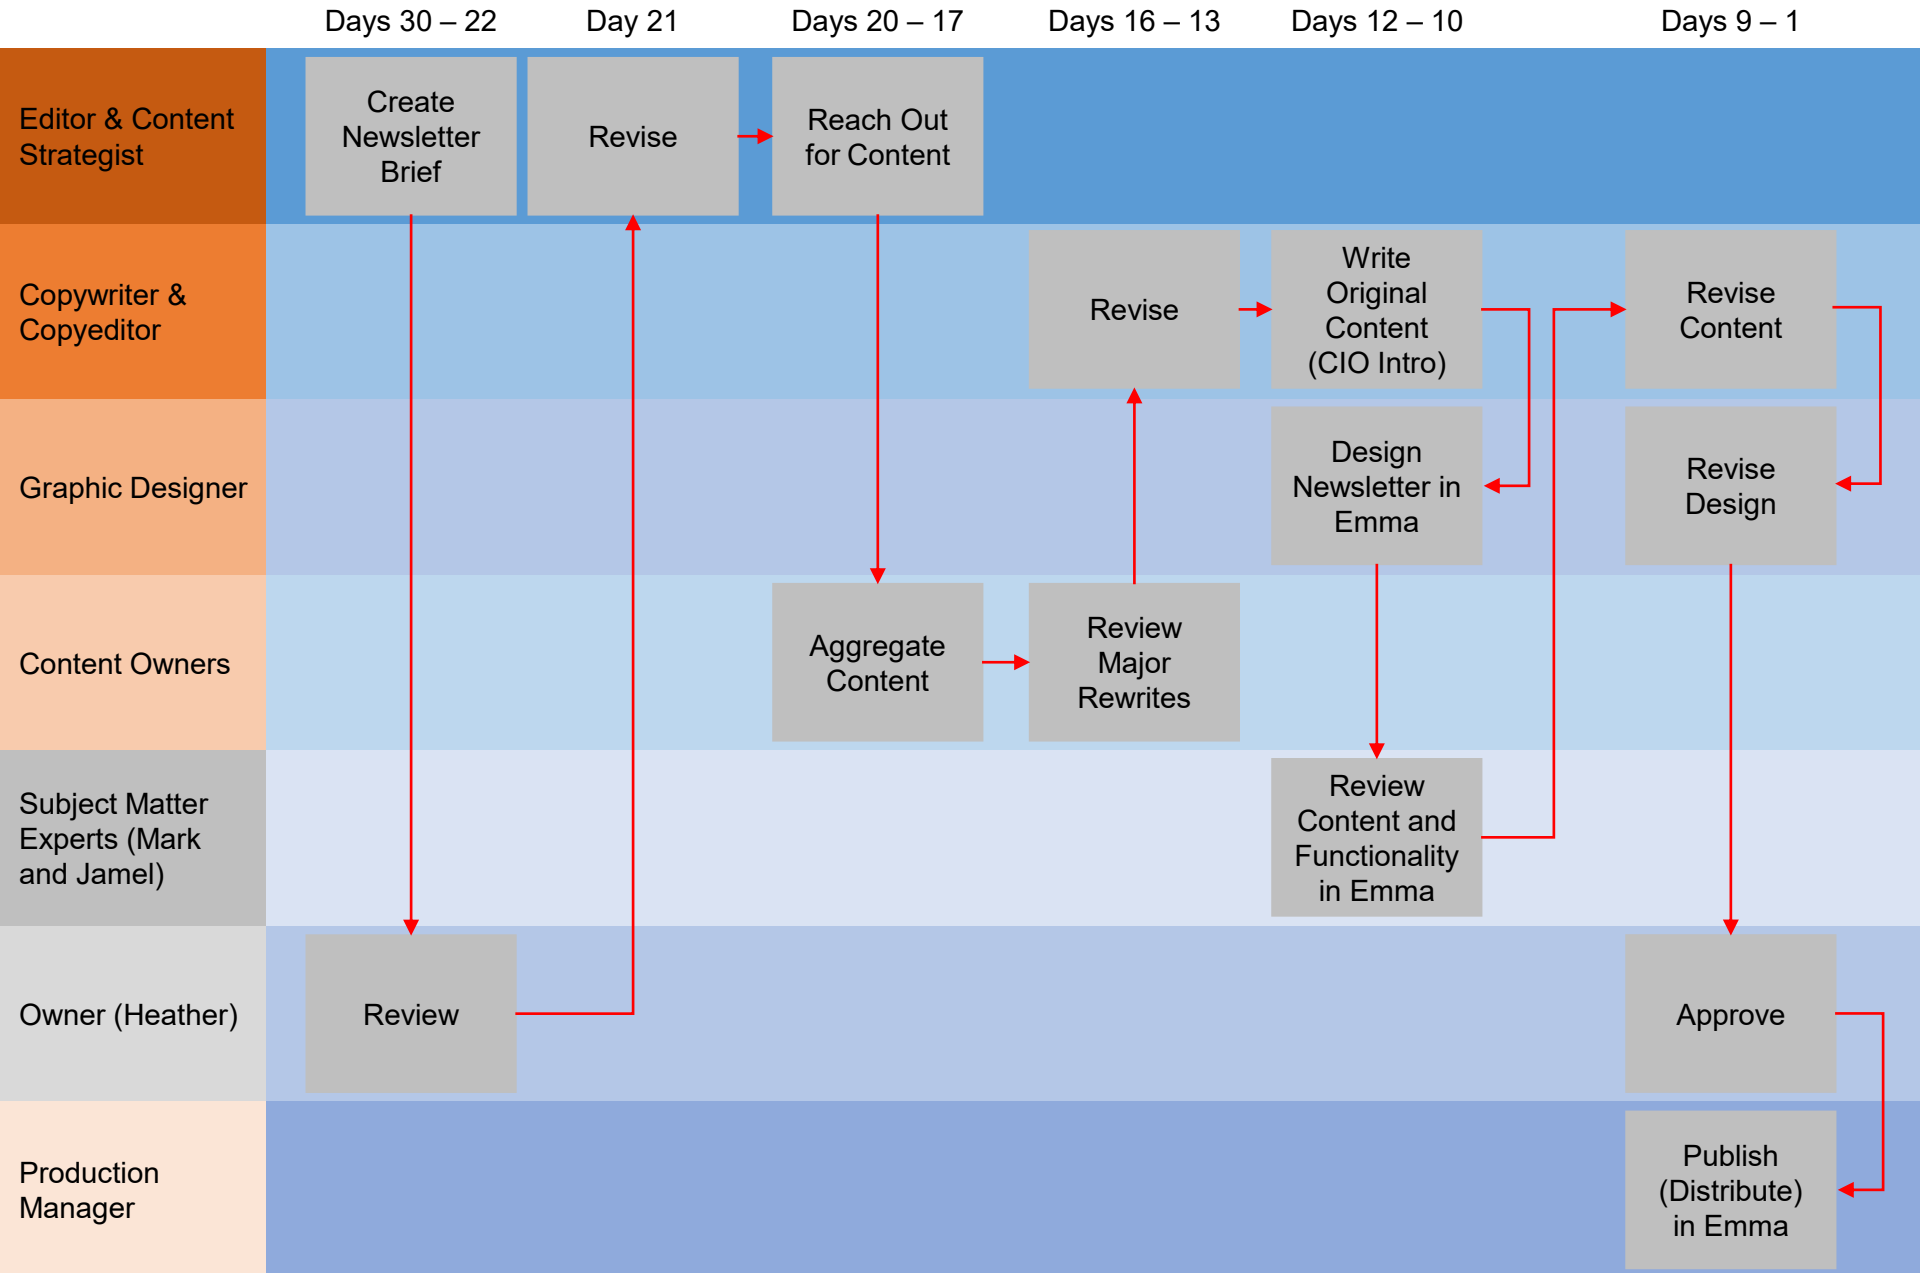 Days 30 – 22
Day 21
Days 20 – 17
Days 16 – 13
Days 12 – 10
Days 9 – 1
Editor & Content
Strategist
Create
Newsletter
Brief
Revise
Reach Out
for Content
Copywriter &
Copyeditor
Revise
Write
Original
Content
(CIO Intro)
Revise
Content
Graphic Designer
Design
Newsletter in
Emma
Revise
Design
Content Owners
Aggregate
Content
Review
Major
Rewrites
Subject Matter
Experts (Mark
and Jamel)
Review
Content and
Functionality
in Emma
Owner (Heather)
Review
Approve
Production
Manager
Publish
(Distribute)
in Emma